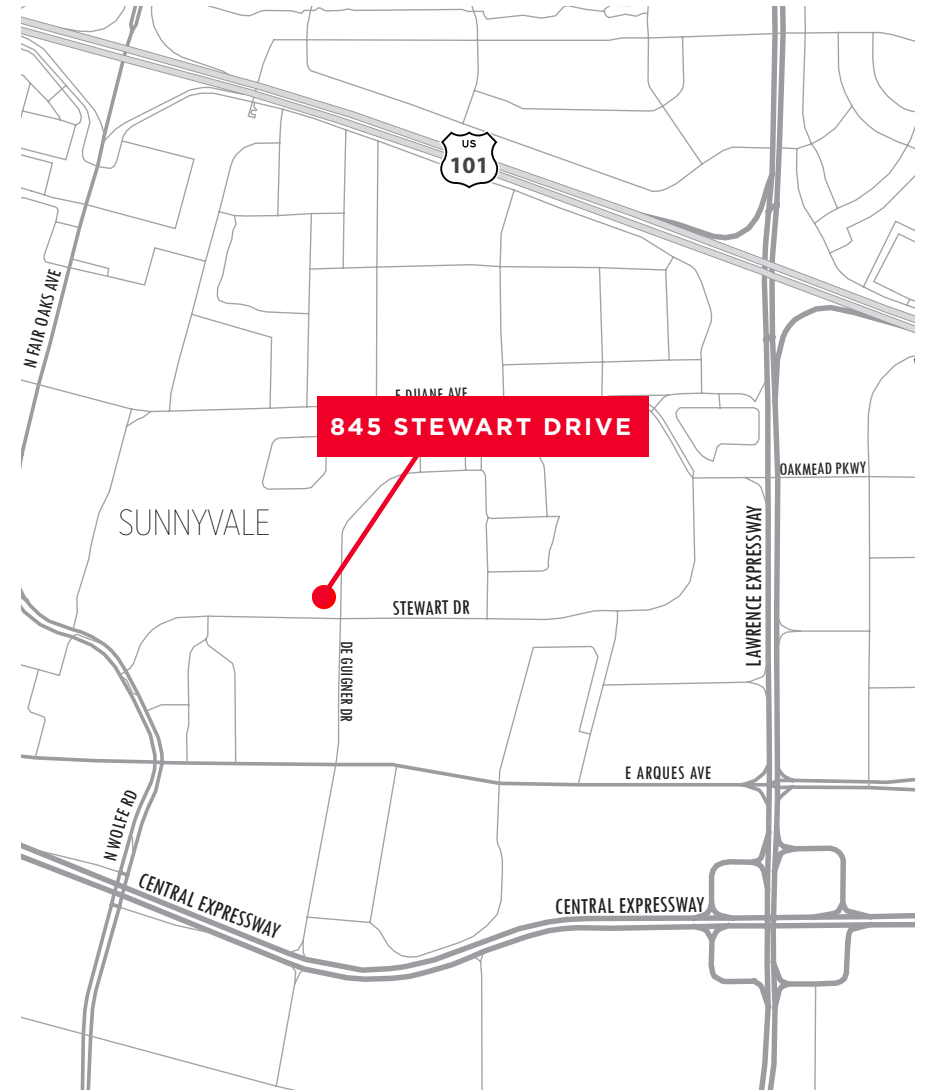 US
101
N FAIR OAKS AVE
E DUANE AVE
845 STEWART DRIVE
OAKMEAD PKWY
SUNNYVALE
LAWRENCE EXPRESSWAY
STEWART DR
DE GUIGNER DR
E ARQUES AVE
N WOLFE RD
CENTRAL EXPRESSWAY
CENTRAL EXPRESSWAY